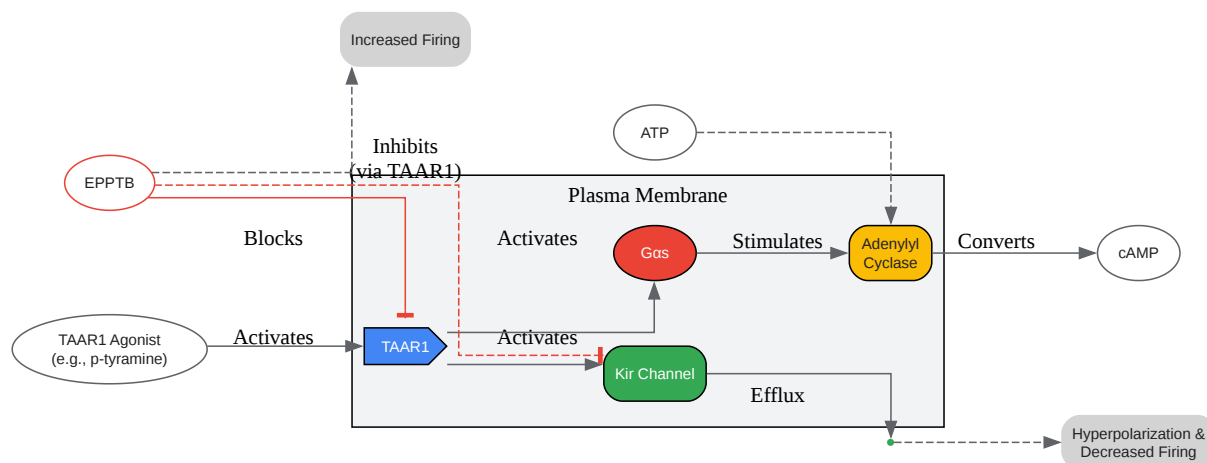 Increased Firing
ATP
Inhibits
(via TAAR1)
EPPTB
Plasma Membrane
Blocks
Activates
Gαs
Stimulates
Adenylyl
Cyclase
Converts
cAMP
TAAR1 Agonist
(e.g., p-tyramine)
Activates
TAAR1
Activates
Kir Channel
Efflux
Hyperpolarization &
Decreased Firing